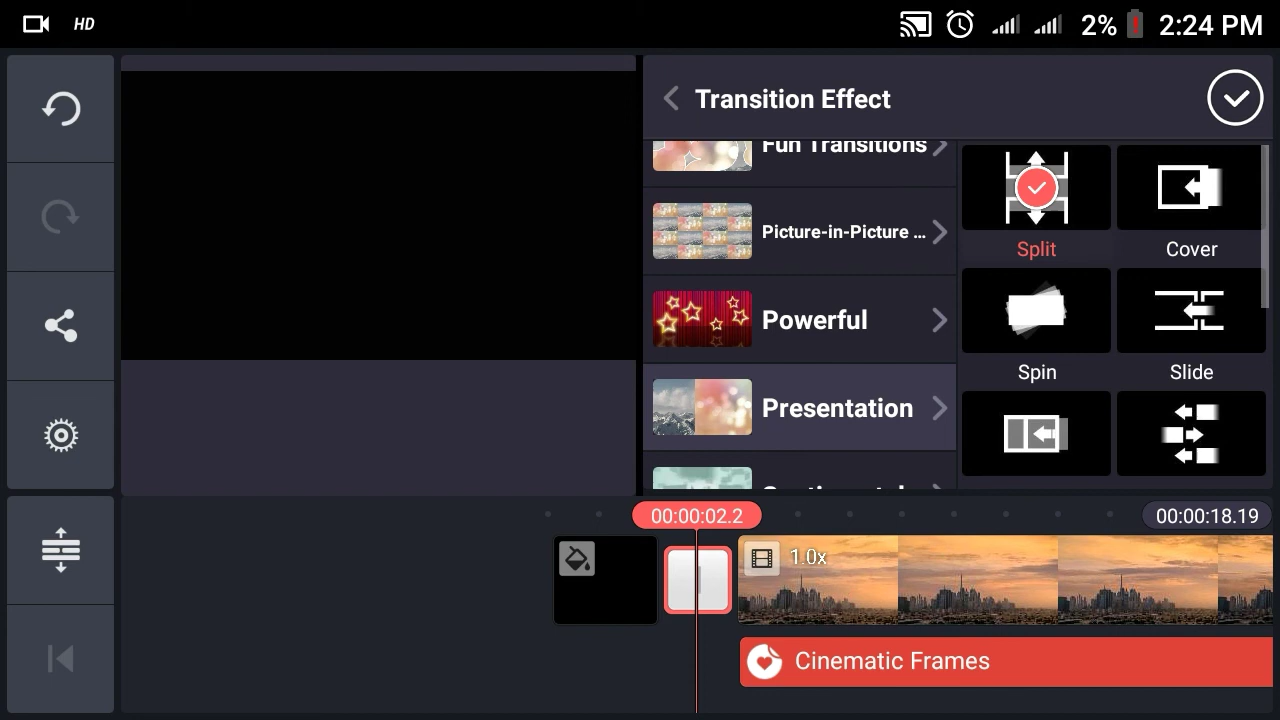 HD
2%
2:24 PM
Transition Effect
Fun Transitions
Picture-in-Picture ...
Powerful
Presentation
Split
Cover
Spin
Slide
00:00:02.2
00:00:18.19
1.0x
Cinematic Frames